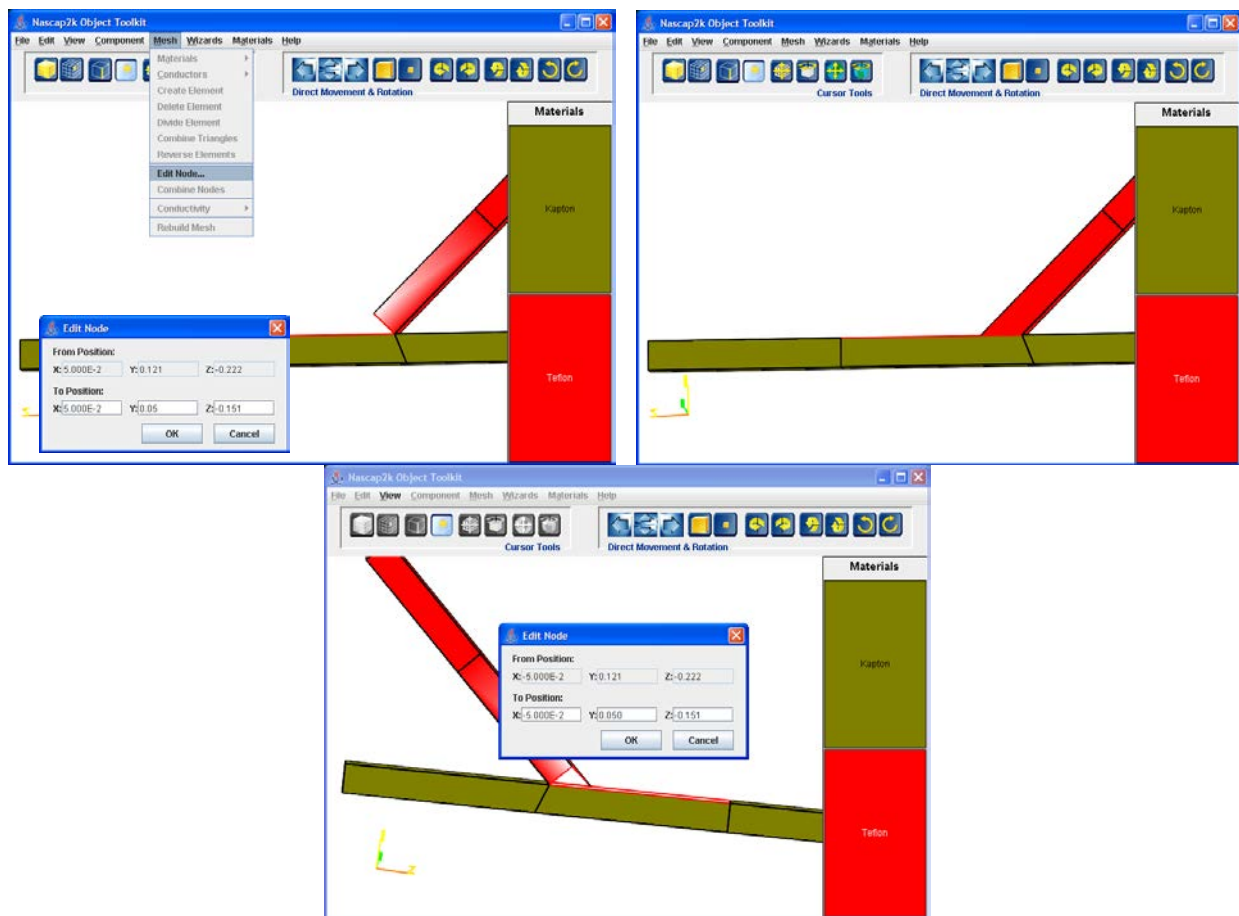 Nascap2k Object Toolkit
File Edit View Component Mesh Wizards Materials Help
Materials
Conductors
Create Element
Delete Element
Divide Element
Combine Triangles
Reverse Elements
Edit Node...
Combine Nodes
Conductivity
Rebuild Mesh
Direct Movement & Rotation
Materials
Kapton
Teflon
Edit Node
From Position:
X: 5.000E-2 Y: 0.121 Z: -0.222
To Position:
X: 5.000E-2 Y: 0.05 Z: -0.151
OK Cancel
Nascap2k Object Toolkit
File Edit View Component Mesh Wizards Materials Help
Cursor Tools Direct Movement & Rotation
Materials
Kapton
Teflon
Nascap2k Object Toolkit
File Edit View Component Mesh Wizards Materials Help
Cursor Tools Direct Movement & Rotation
Materials
Kapton
Teflon
Edit Node
From Position:
X: -5.000E-2 Y: 0.121 Z: -0.222
To Position:
X: -5.000E-2 Y: 0.050 Z: -0.151
OK Cancel
Z